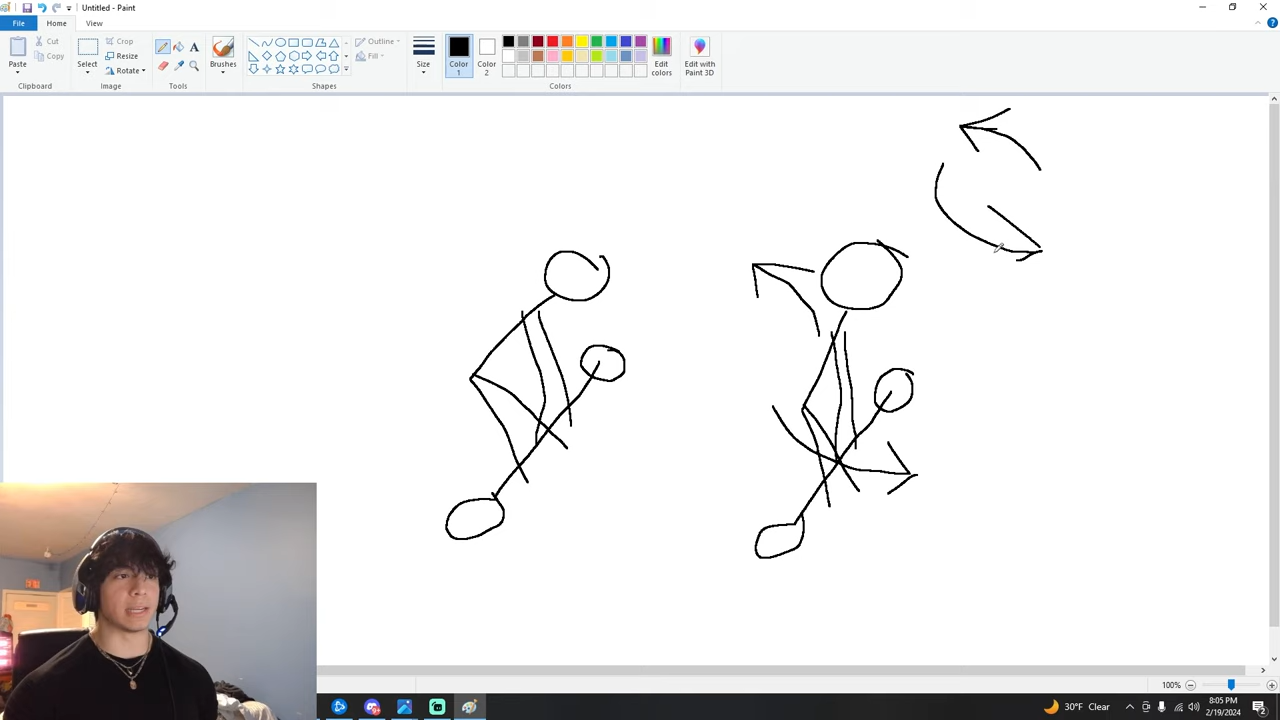 Untitled - Paint
File
Home
View
Cut
Copy
Paste
Clipboard
Crop
Resize
Rotate
Select
Image
A
Tools
Brushes
Outline
Fill
Shapes
Size
Color 1
Color 2
Edit colors
Colors
Edit with Paint 3D
100%
30°F Clear
8:05 PM
2/19/2024